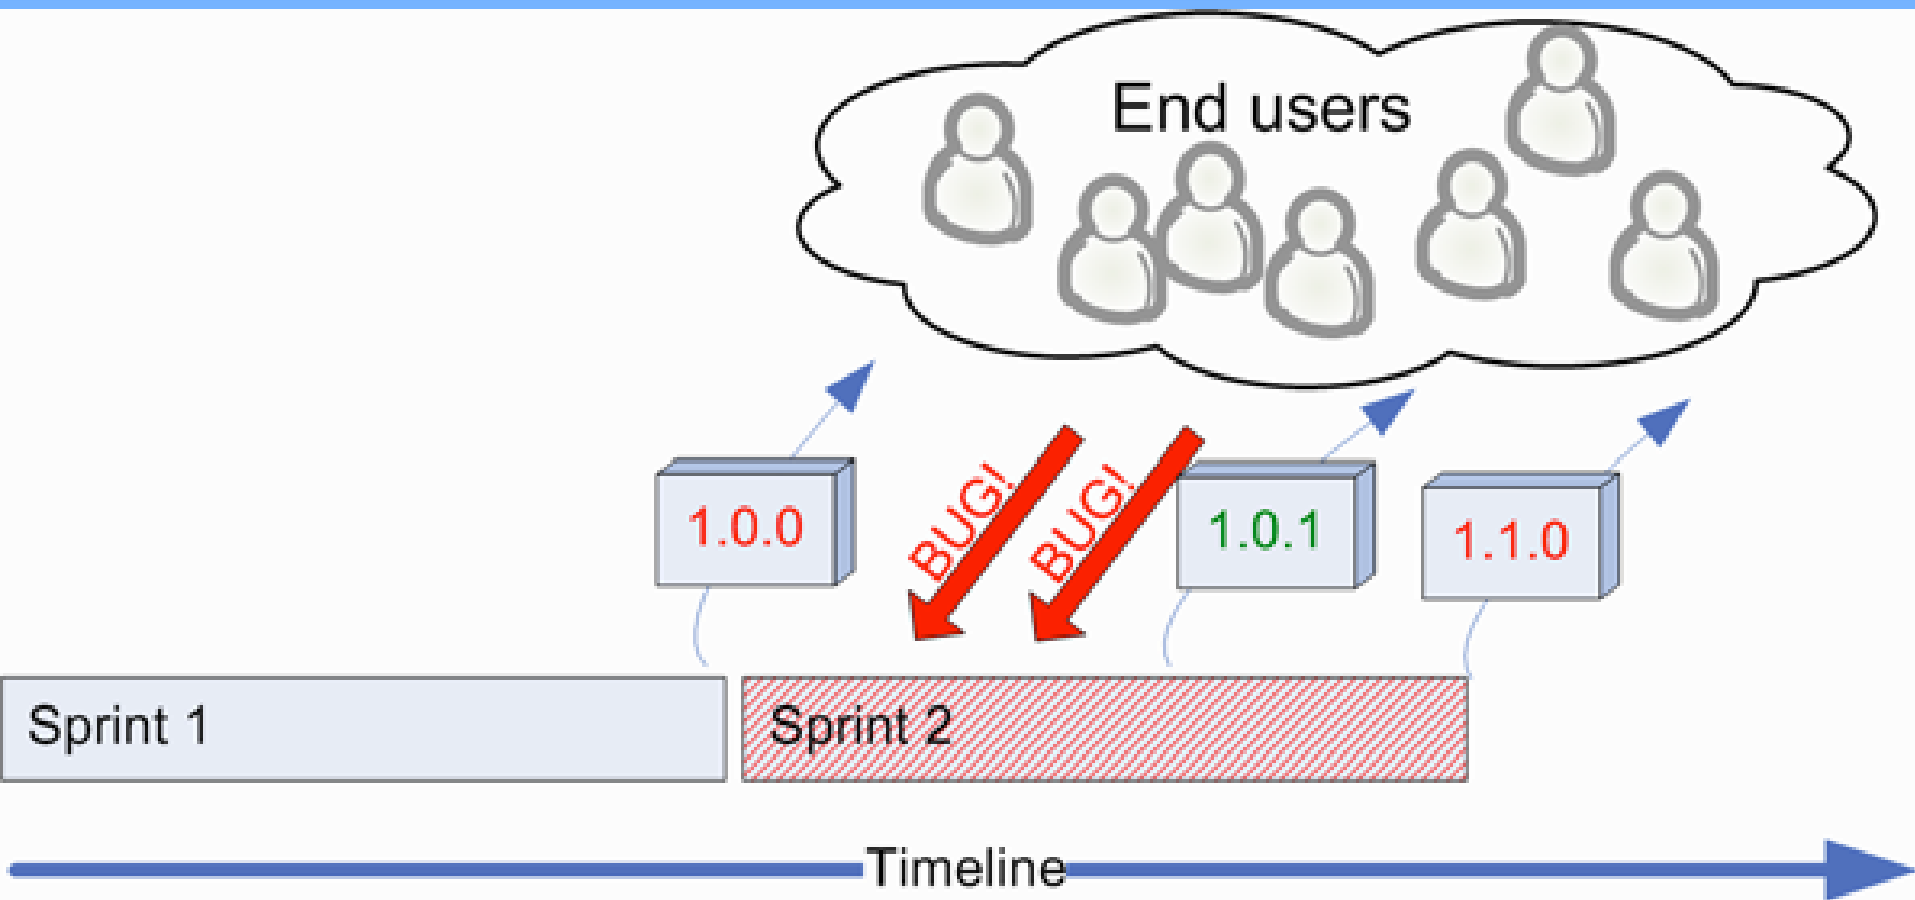 End users
1.0.0
BUG!
BUG!
1.0.1
1.1.0
Sprint 1
Sprint 2
Timeline